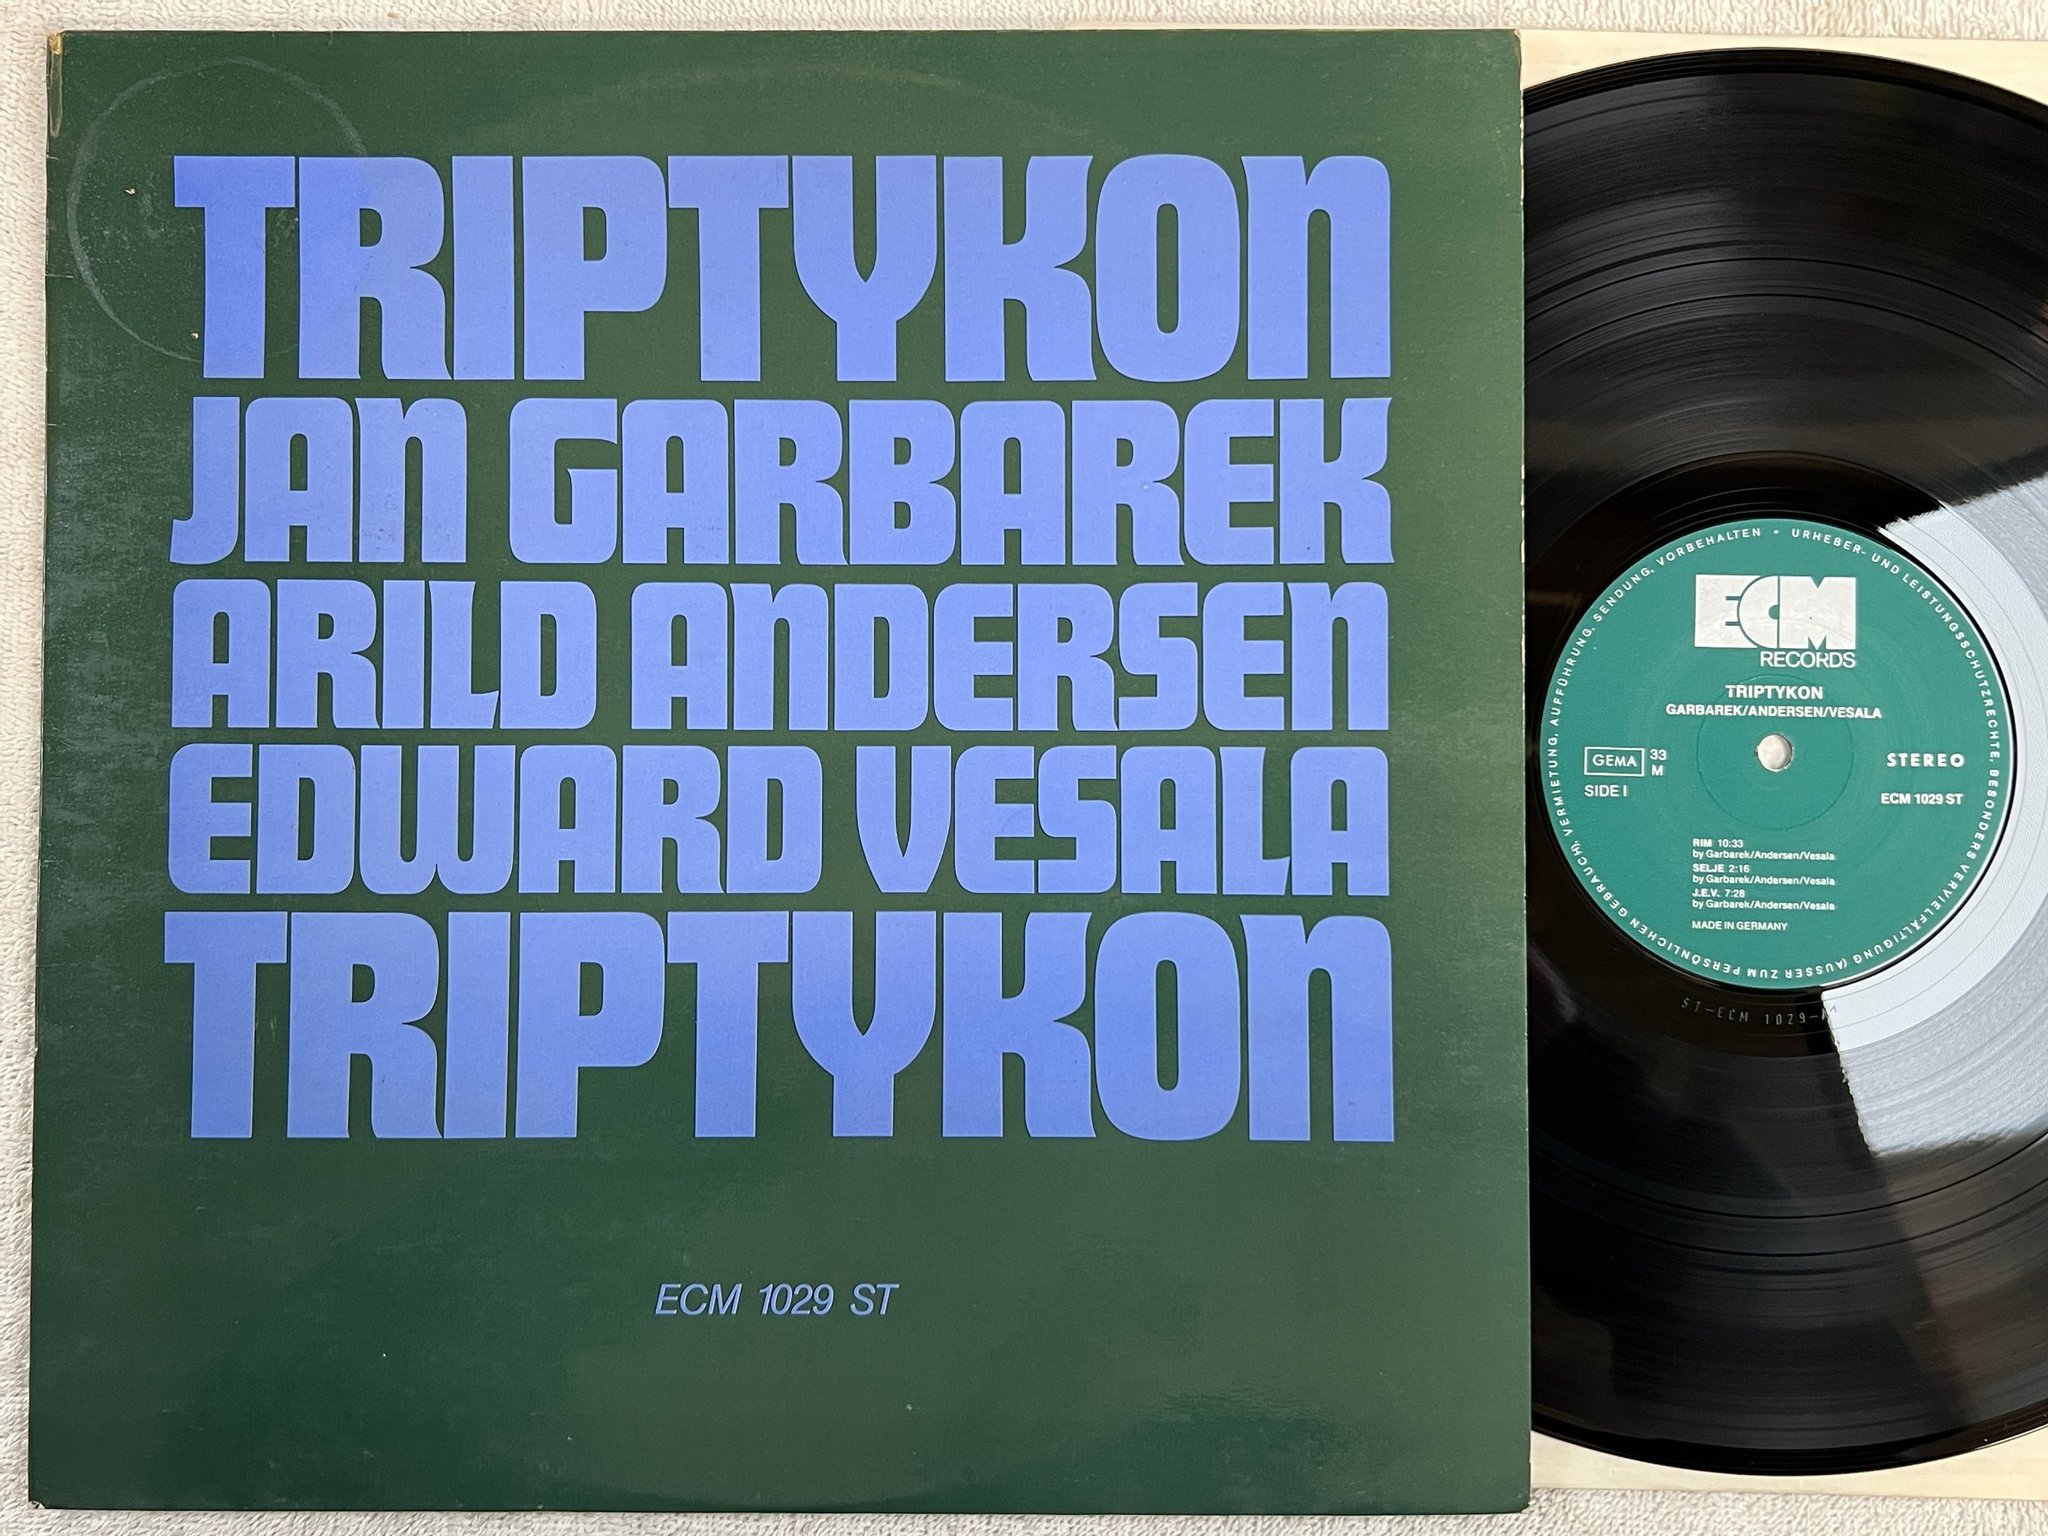 TRIPTYKON
JAN GARBAREK
ARILD ANDERSEN
EDWARD VESALA
TRIPTYKON
ECM 1029 ST
URHEBER- UND LEISTUNGSSCHUTZRECHTE, BESONDERS VERVIELFÄLTIGUNG (AUSSER ZUM PERSÖNLICHEN GEBRAUCH), VERMIETUNG, AUFFÜHRUNG, SENDUNG, VORBEHALTEN •
ECM
RECORDS
TRIPTYKON
GARBAREK/ANDERSEN/VESALA
GEMA 33 STEREO
M
SIDE I ECM 1029 ST
RIM 10:33
by Garbarek/Andersen/Vesala
SELJE 2:16
by Garbarek/Andersen/Vesala
J.E.V. 7:28
by Garbarek/Andersen/Vesala
MADE IN GERMANY
ST-ECM 1029-